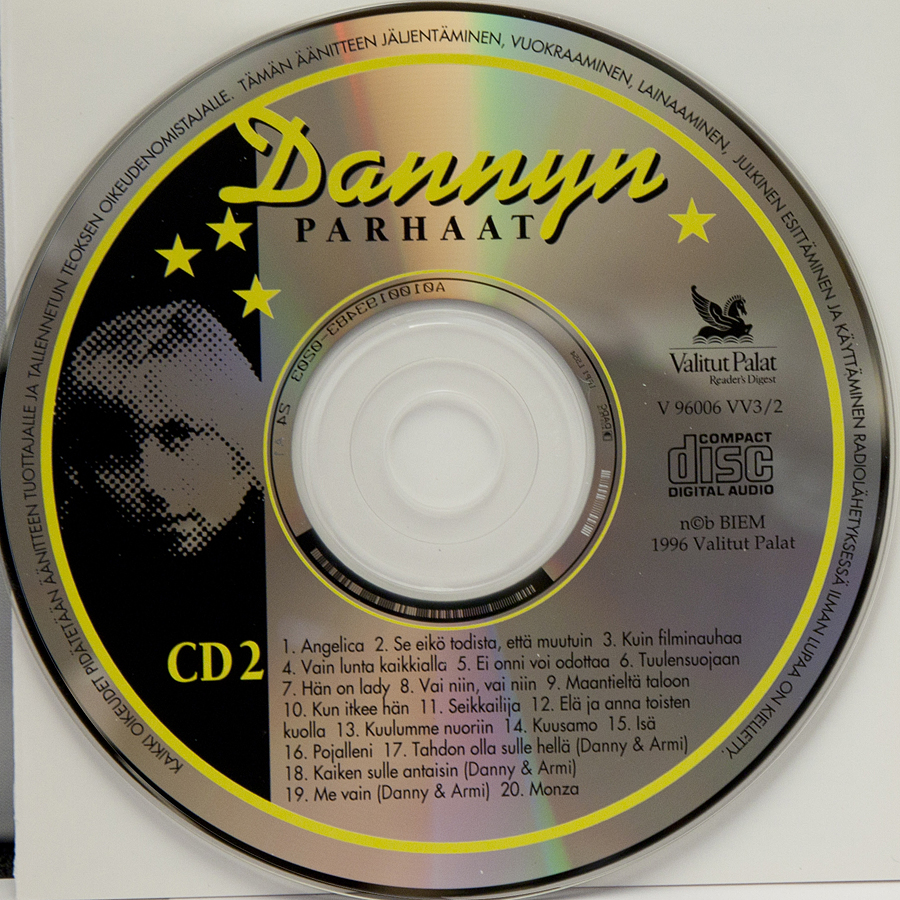 KAIKKI OIKEUDET PIDÄTETÄÄN ÄÄNITTEEN TUOTTAJALLE JA TALLENNETUN TEOKSEN OIKEUDENOMISTAJALLE. TÄMÄN ÄÄNITTEEN JÄLJENTÄMINEN, VUOKRAAMINEN, LAINAAMINEN, JULKINEN ESITTÄMINEN JA KÄYTTÄMINEN RADIOLÄHETYKSESSÄ ILMAN LUPAA ON KIELLETTY.
Dannyn
PARHAAT
A0100193483-0503
Valitut Palat
Reader's Digest
V 96006 VV3/2
COMPACT
disc
DIGITAL AUDIO
n©b BIEM
1996 Valitut Palat
CD 2
1. Angelica 2. Se eikö todista, että muutuin 3. Kuin filminauhaa
4. Vain lunta kaikkialla 5. Ei onni voi odottaa 6. Tuulensuojaan
7. Hän on lady 8. Vai niin, vai niin 9. Maantieltä taloon
10. Kun itkee hän 11. Seikkailija 12. Elä ja anna toisten
kuolla 13. Kuulumme nuoriin 14. Kuusamo 15. Isä
16. Pojalleni 17. Tahdon olla sulle hellä (Danny & Armi)
18. Kaiken sulle antaisin (Danny & Armi)
19. Me vain (Danny & Armi) 20. Monza